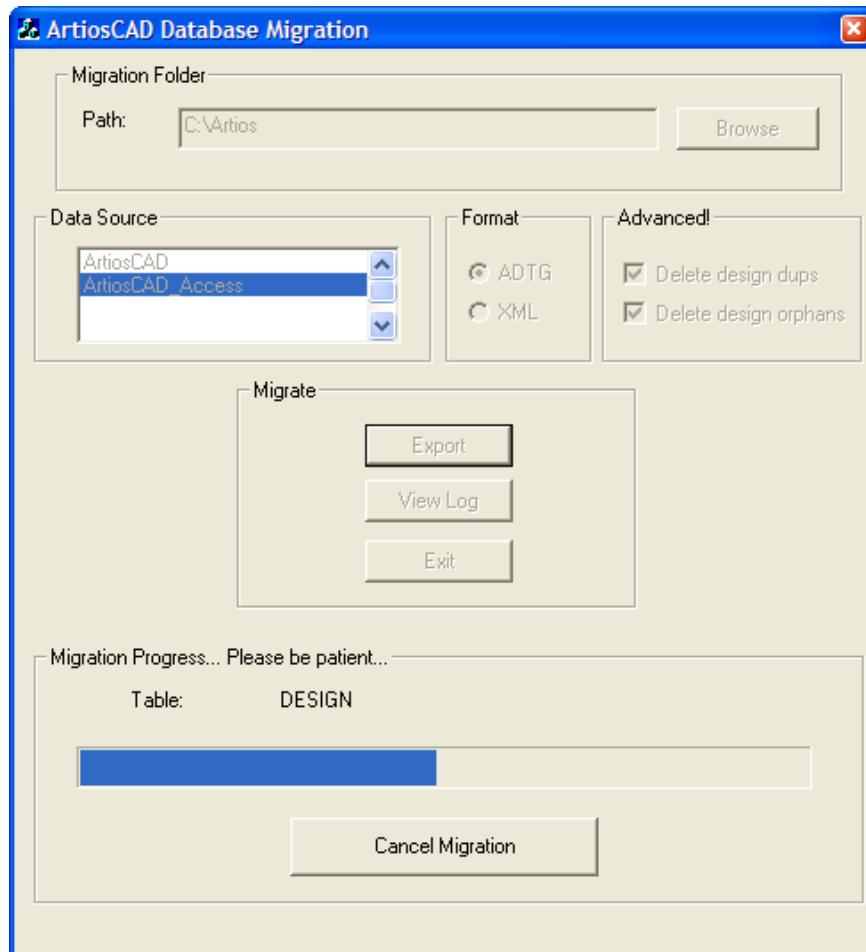 ArtiosCAD Database Migration
Migration Folder
Path:
C:\Artios
Browse
Data Source
ArtiosCAD
ArtiosCAD_Access
Format
ADTG
XML
Advanced!
Delete design dups
Delete design orphans
Migrate
Export
View Log
Exit
Migration Progress... Please be patient...
Table: DESIGN
Cancel Migration